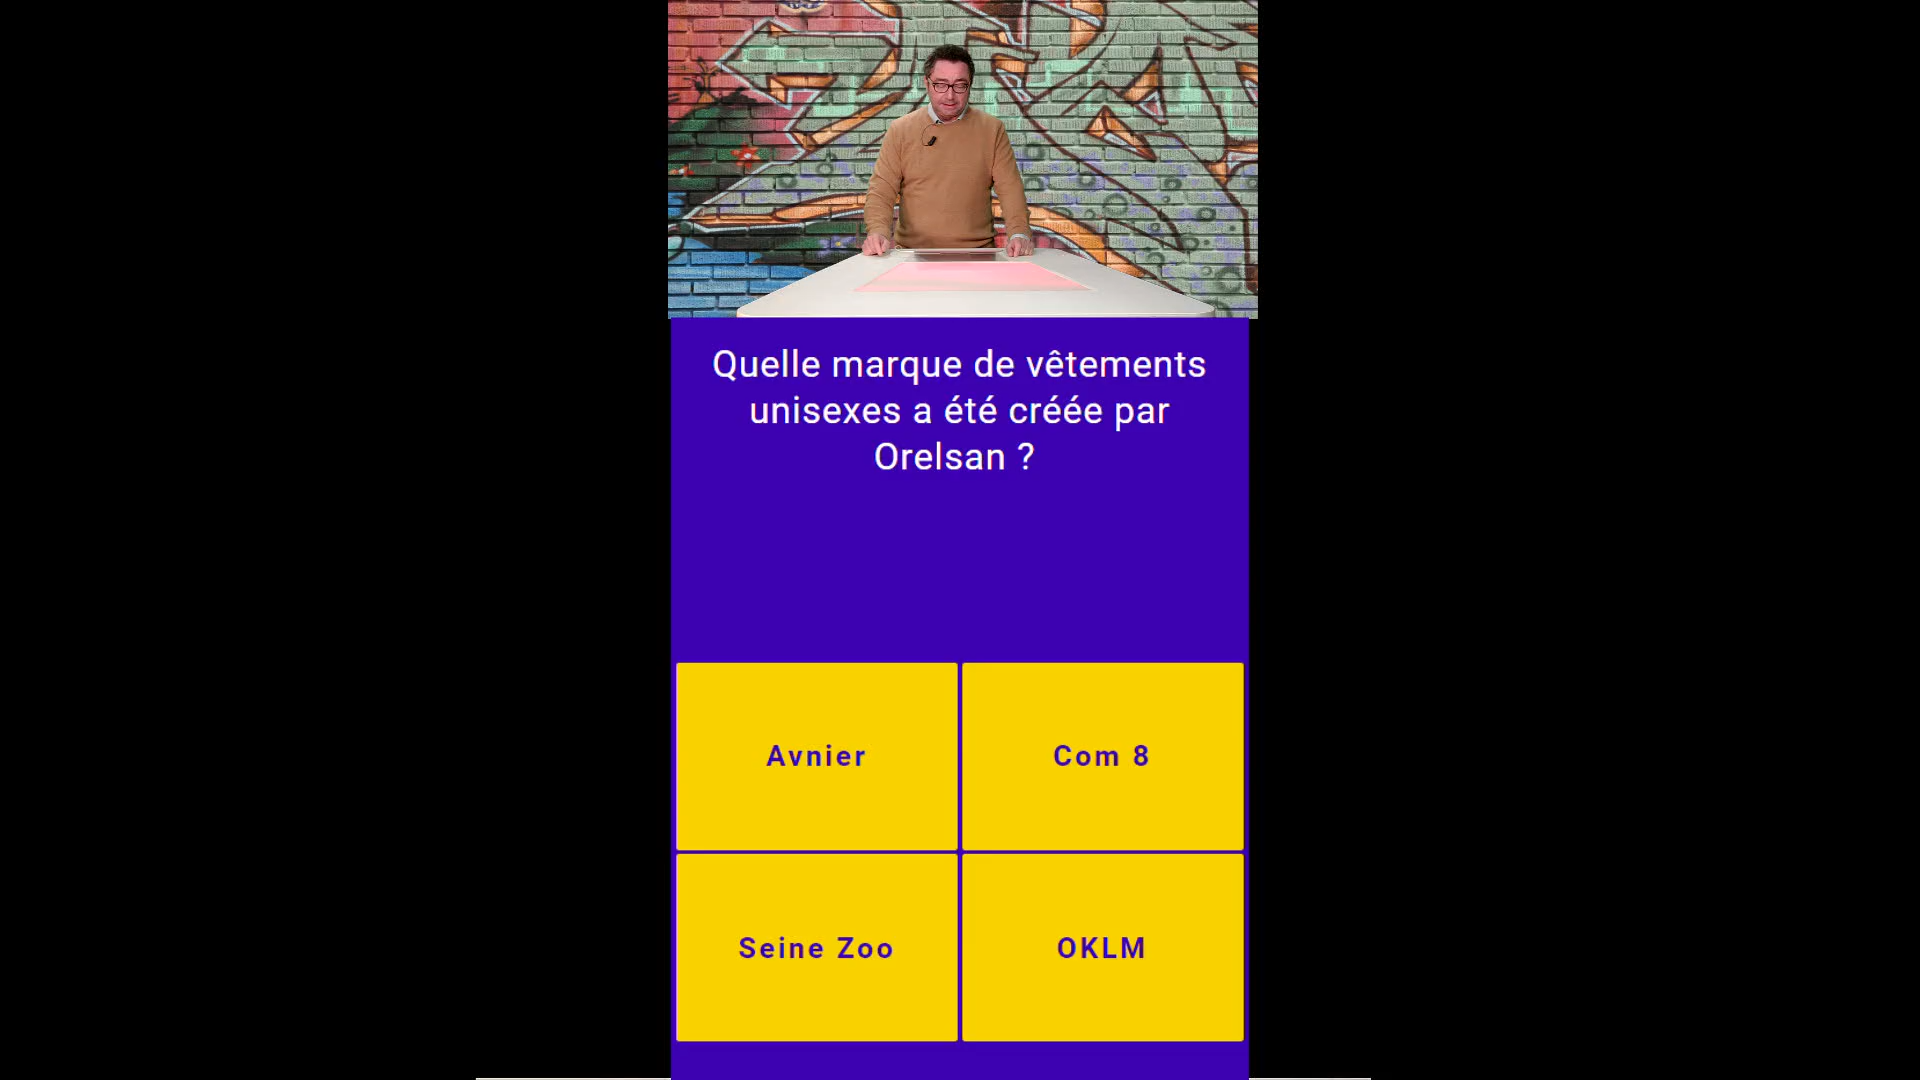 Quelle marque de vêtements
unisexes a été créée par
Orelsan ?
Avnier
Com 8
Seine Zoo
OKLM